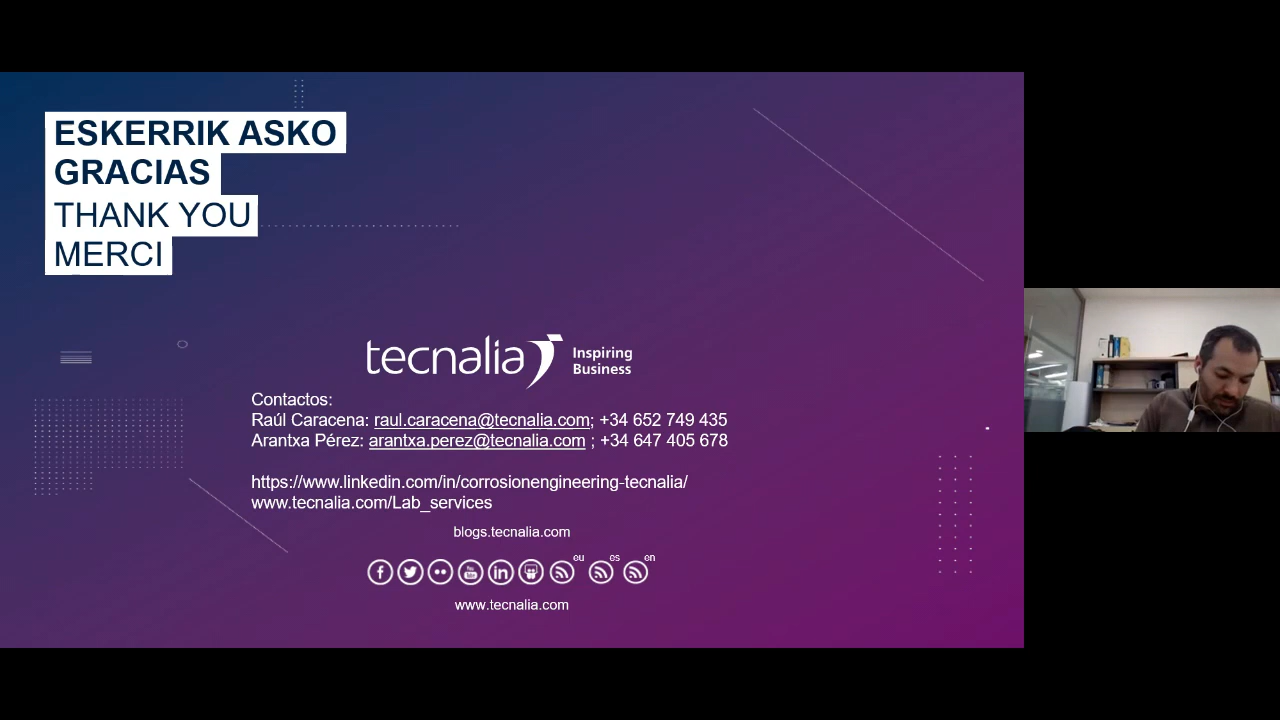 ESKERRIK ASKO
GRACIAS
THANK YOU
MERCI
tecnalia Inspiring Business
Contactos:
Raúl Caracena: raul.caracena@tecnalia.com; +34 652 749 435
Arantxa Pérez: arantxa.perez@tecnalia.com ; +34 647 405 678
https://www.linkedin.com/in/corrosionengineering-tecnalia/
www.tecnalia.com/Lab_services
blogs.tecnalia.com
eu es en
www.tecnalia.com